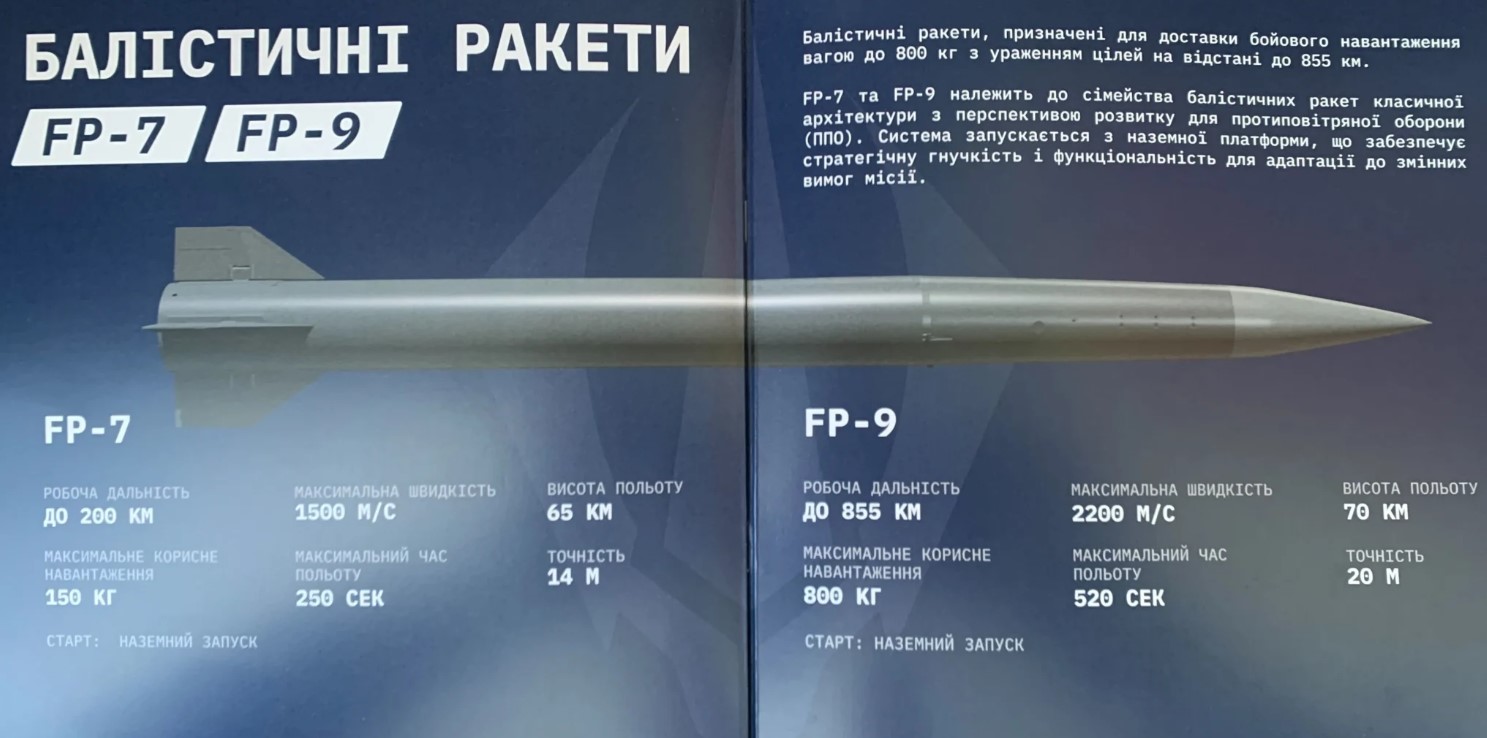 БАЛІСТИЧНІ РАКЕТИ
FP-7 FP-9
Балістичні ракети, призначені для доставки бойового навантаження
вагою до 800 кг з ураженням цілей на відстані до 855 км.
FP-7 та FP-9 належить до сімейства балістичних ракет класичної
архітектури з перспективою розвитку для протиповітряної оборони
(ППО). Система запускається з наземної платформи, що забезпечує
стратегічну гнучкість і функціональність для адаптації до змінних
вимог місії.
FP-7
РОБОЧА ДАЛЬНІСТЬ
ДО 200 КМ
МАКСИМАЛЬНА ШВИДКІСТЬ
1500 М/С
ВИСОТА ПОЛЬОТУ
65 КМ
МАКСИМАЛЬНЕ КОРИСНЕ
НАВАНТАЖЕННЯ
150 КГ
МАКСИМАЛЬНИЙ ЧАС
ПОЛЬОТУ
250 СЕК
ТОЧНІСТЬ
14 М
СТАРТ: НАЗЕМНИЙ ЗАПУСК
FP-9
РОБОЧА ДАЛЬНІСТЬ
ДО 855 КМ
МАКСИМАЛЬНА ШВИДКІСТЬ
2200 М/С
ВИСОТА ПОЛЬОТУ
70 КМ
МАКСИМАЛЬНЕ КОРИСНЕ
НАВАНТАЖЕННЯ
800 КГ
МАКСИМАЛЬНИЙ ЧАС
ПОЛЬОТУ
520 СЕК
ТОЧНІСТЬ
20 М
СТАРТ: НАЗЕМНИЙ ЗАПУСК